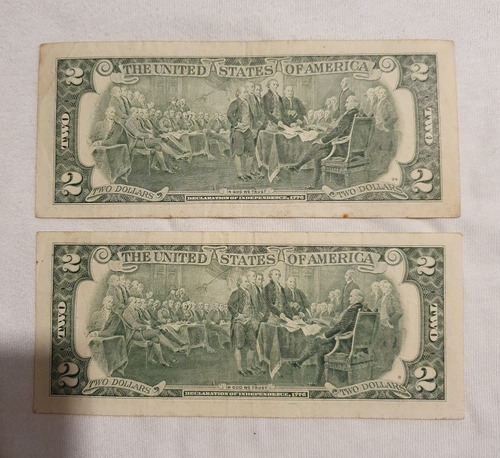 2 THE UNITED STATES OF AMERICA 2
TWO TWO
IN GOD WE TRUST
2 TWO DOLLARS TWO DOLLARS 2
DECLARATION OF INDEPENDENCE, 1776
2 THE UNITED STATES OF AMERICA 2
TWO TWO
IN GOD WE TRUST
2 TWO DOLLARS TWO DOLLARS 2
DECLARATION OF INDEPENDENCE, 1776